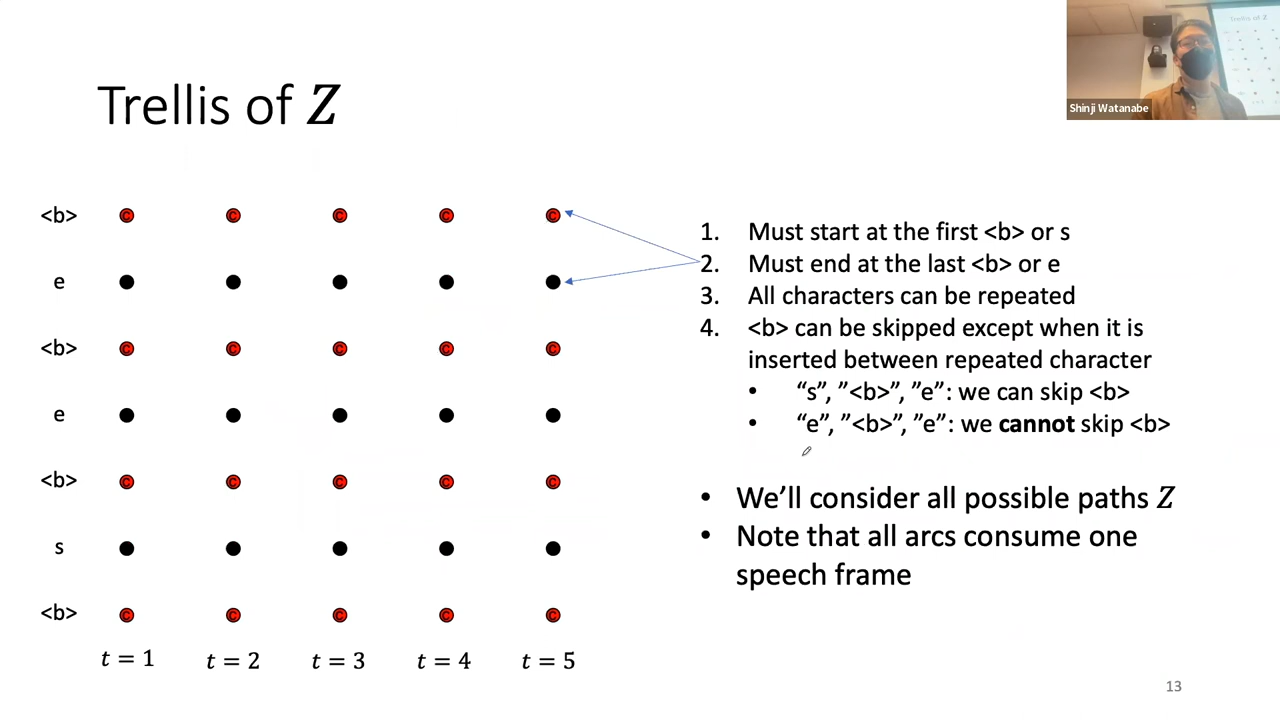 Shinji Watanabe
Trellis of Z
<b>
e
<b>
e
<b>
s
<b>
t = 1 t = 2 t = 3 t = 4 t = 5
1. Must start at the first <b> or s
2. Must end at the last <b> or e
3. All characters can be repeated
4. <b> can be skipped except when it is
inserted between repeated character
• “s”, ”<b>”, ”e”: we can skip <b>
• “e”, ”<b>”, ”e”: we cannot skip <b>
• We’ll consider all possible paths Z
• Note that all arcs consume one
speech frame
13